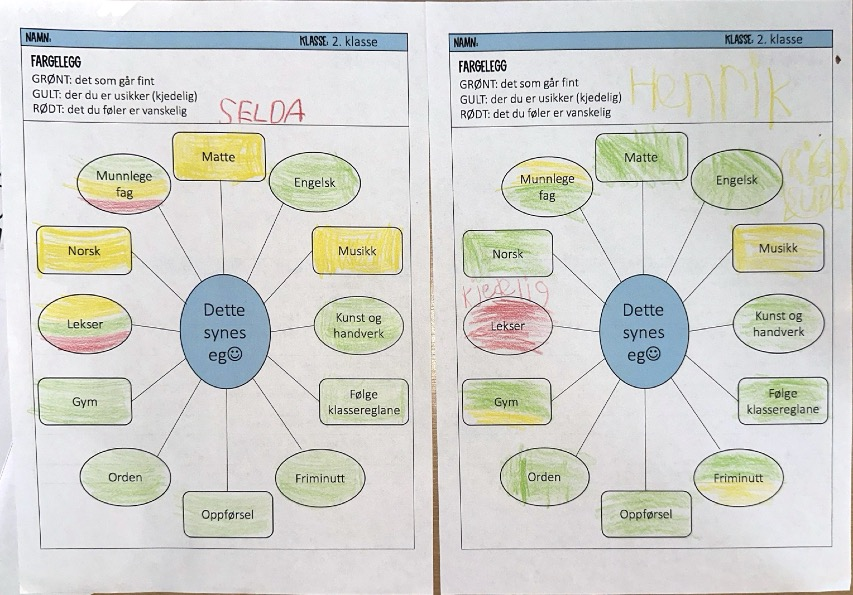 NAMN:
KLASSE: 2. klasse
FARGELEGG
GRØNT: det som går fint
GULT: der du er usikker (kjedelig)
RØDT: det du føler er vanskelig
SELDA
Matte
Munnlege
fag
Engelsk
Norsk
Musikk
Dette
synes
eg☺
Lekser
Kunst og
handverk
Gym
Følge
klassereglane
Orden
Friminutt
Oppførsel
NAMN:
KLASSE: 2. klasse
FARGELEGG
GRØNT: det som går fint
GULT: der du er usikker (kjedelig)
RØDT: det du føler er vanskelig
Henrik
Matte
Munnlege
fag
Engelsk
Norsk
Musikk
kjedelig
Dette
synes
eg☺
Lekser
Kunst og
handverk
Gym
Følge
klassereglane
Orden
Friminutt
Oppførsel